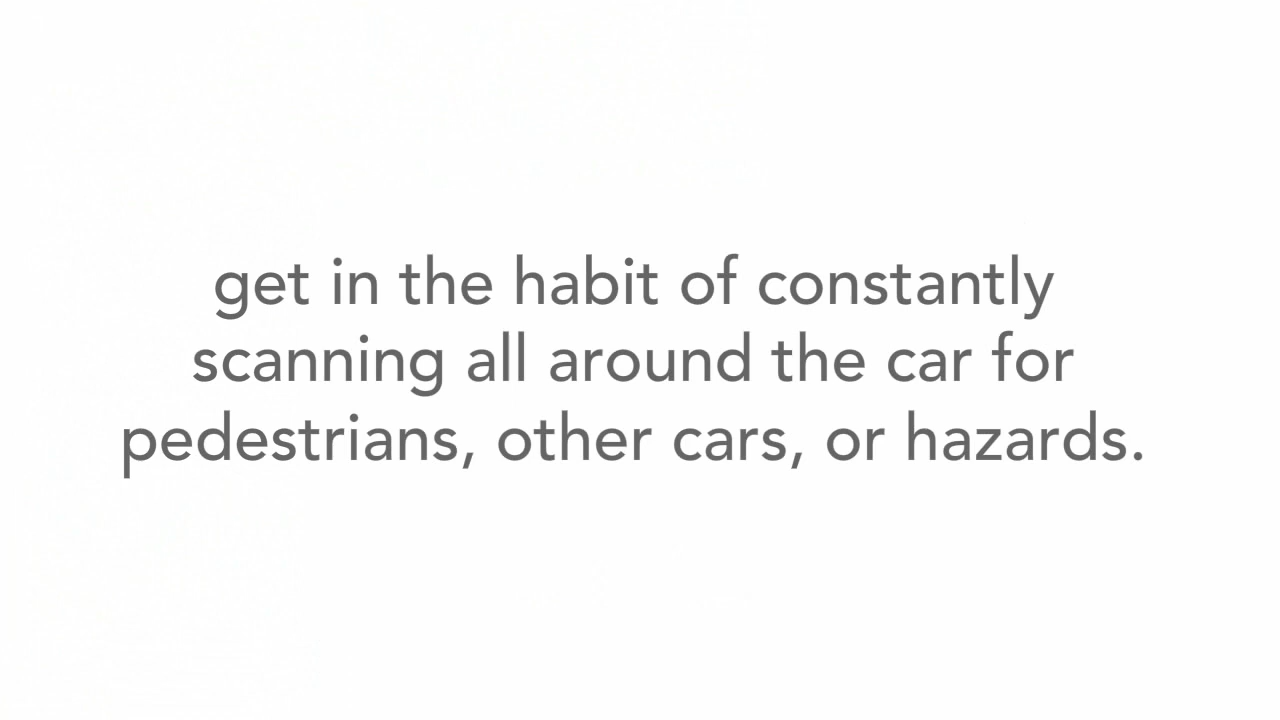 get in the habit of constantly
scanning all around the car for
pedestrians, other cars, or hazards.